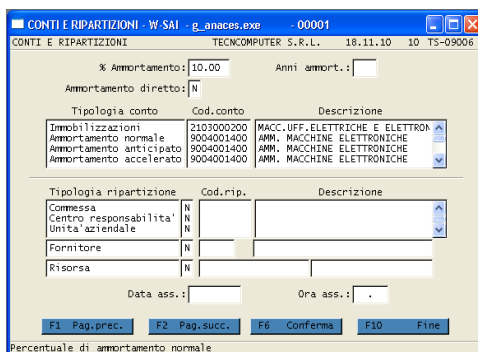 CONTI E RIPARTIZIONI - W-SAI - g_anaces.exe - 00001
CONTI E RIPARTIZIONI TECNCOMPUTER S.R.L. 18.11.10 10 TS-09006
% Ammortamento: 10.00 Anni ammort.:
Ammortamento diretto: N
Tipologia conto Cod.conto Descrizione
Immobilizzazioni 2103000200 MACC.UFF.ELETTRICHE E ELETTRON
Ammortamento normale 9004001400 AMM. MACCHINE ELETTRONICHE
Ammortamento anticipato 9004001400 AMM. MACCHINE ELETTRONICHE
Ammortamento accelerato 9004001400 AMM. MACCHINE ELETTRONICHE
Tipologia ripartizione Cod.rip. Descrizione
Commessa N
Centro responsabilita' N
Unita'aziendale N
Fornitore N
Risorsa N
Data ass.: Ora ass.: .
F1 Pag.prec. F2 Pag.succ. F6 Conferma F10 Fine
Percentuale di ammortamento normale